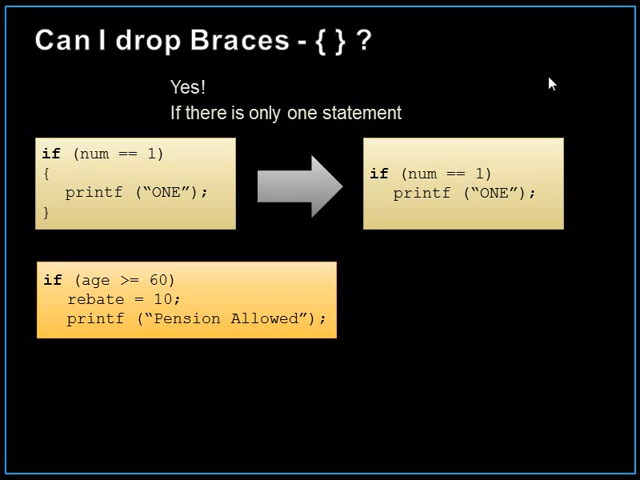 Can I drop Braces - { } ?
Yes!
If there is only one statement
if (num == 1)
{
printf (“ONE”);
}
if (num == 1)
printf (“ONE”);
if (age >= 60)
rebate = 10;
printf (“Pension Allowed”);